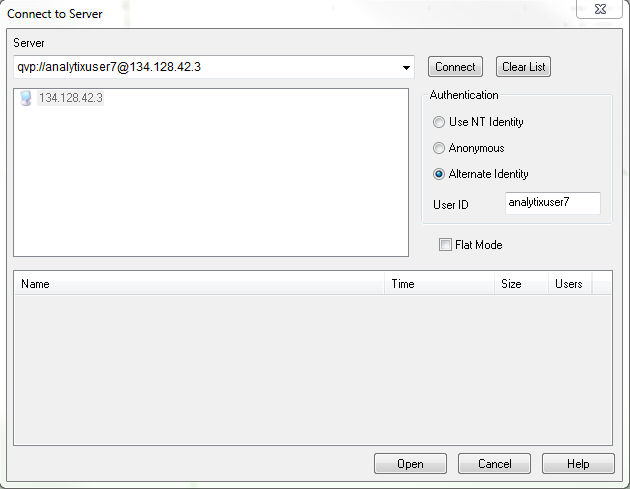 Connect to Server
Server
qvp://analytixuser7@134.128.42.3
Connect
Clear List
134.128.42.3
Authentication
Use NT Identity
Anonymous
Alternate Identity
User ID
analytixuser7
Flat Mode
Name Time Size Users
Open Cancel Help